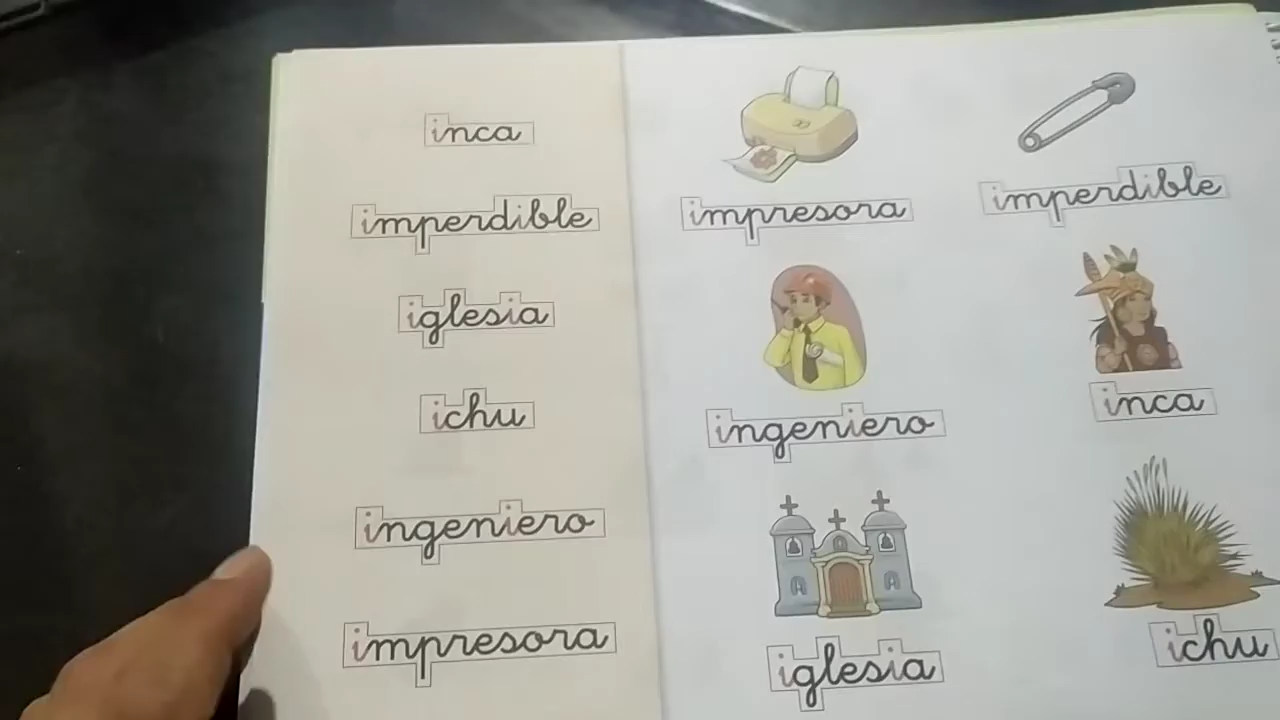 inca
imperdible
iglesia
ichu
ingeniero
impresora
impresora
imperdible
ingeniero
inca
iglesia
ichu